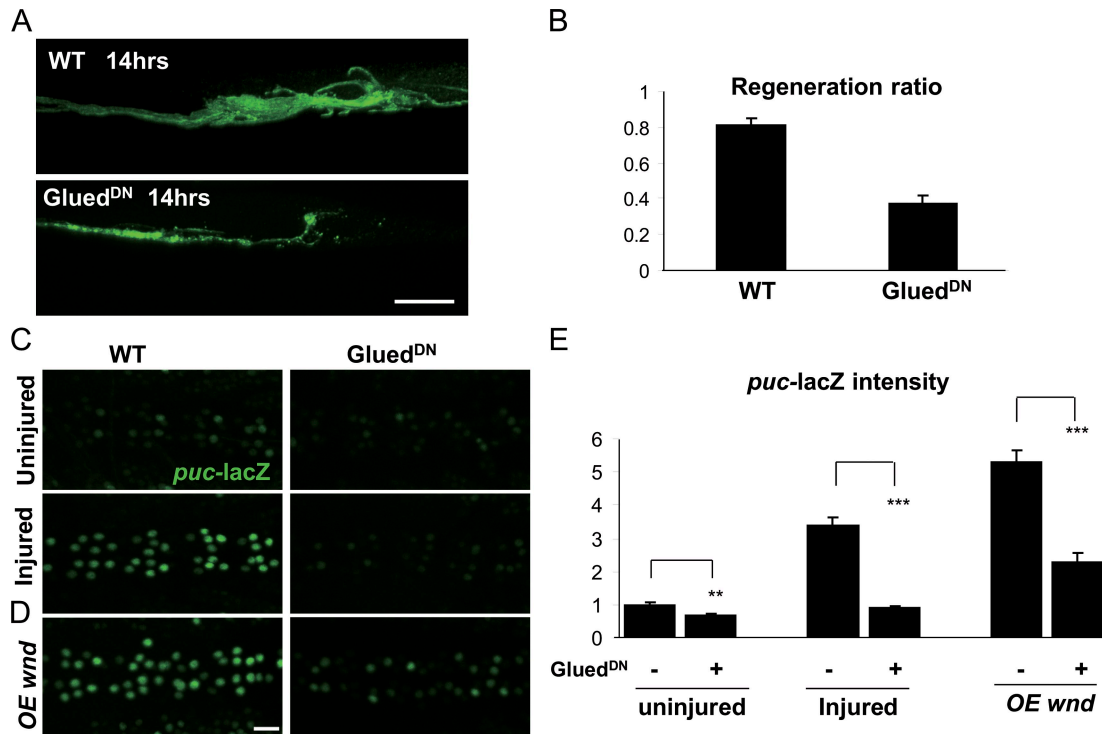 A
WT 14hrs
Glued^DN 14hrs
B
Regeneration ratio
1
0.8
0.6
0.4
0.2
0
WT
Glued^DN
C
WT
Glued^DN
Uninjured
puc-lacZ
Injured
D
OE wnd
E
puc-lacZ intensity
6
5
4
3
2
1
0
**
***
***
Glued^DN - + - + - +
uninjured Injured OE wnd